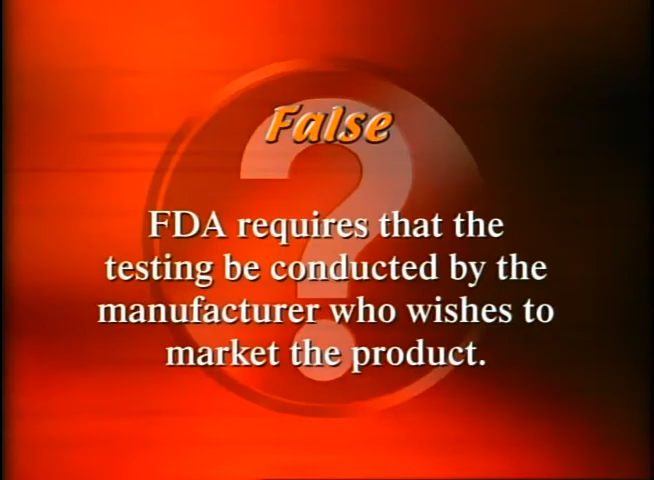 False
FDA requires that the
testing be conducted by the
manufacturer who wishes to
market the product.